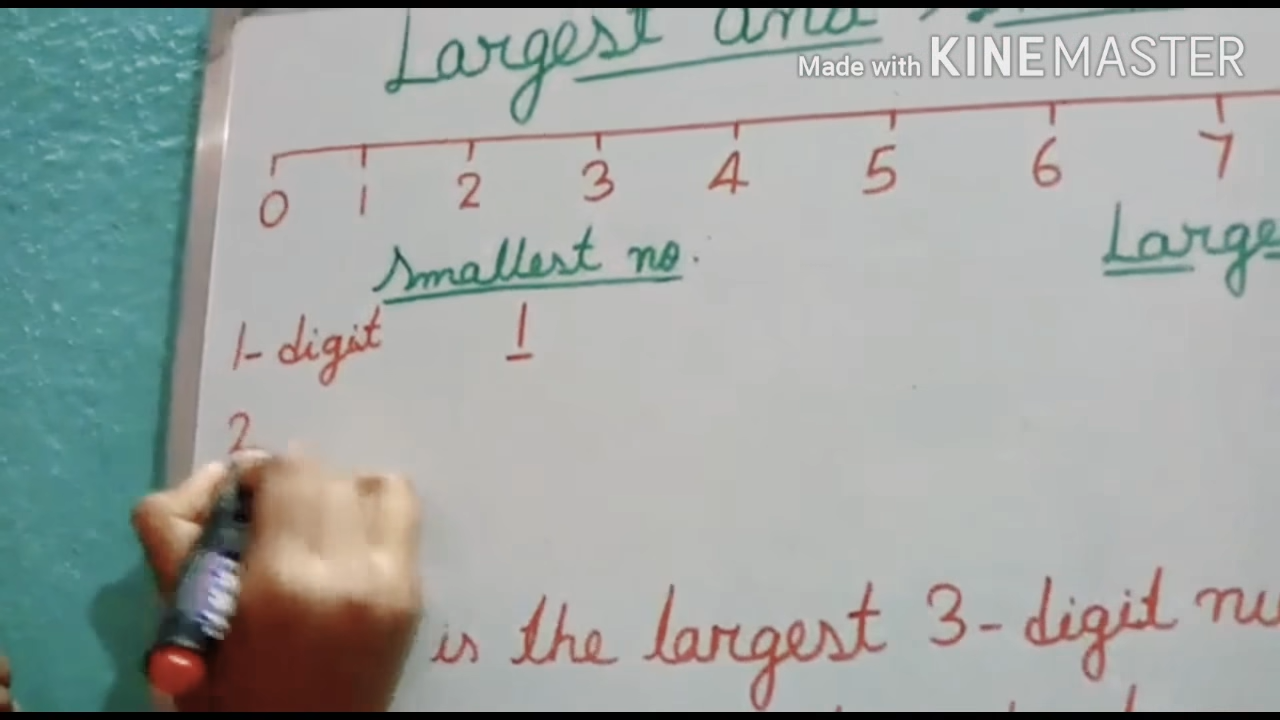 Largest and
Made with KINEMASTER
0 1 2 3 4 5 6 7
Smallest no.
1- digit 1
2
is the largest 3-digit